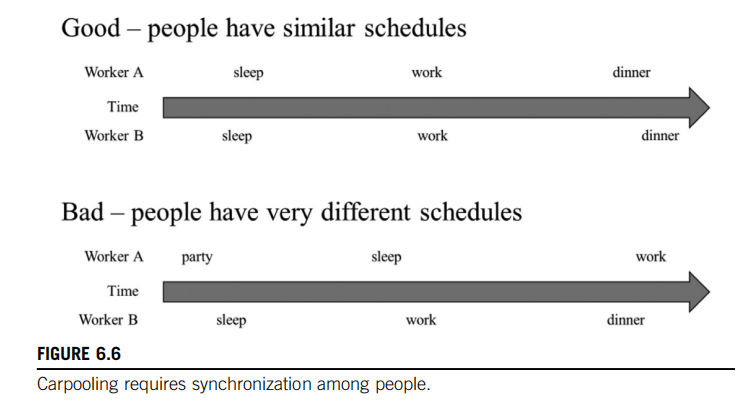 Good – people have similar schedules
Worker A sleep work dinner
Time
Worker B sleep work dinner
Bad – people have very different schedules
Worker A party sleep work
Time
Worker B sleep work dinner
FIGURE 6.6
Carpooling requires synchronization among people.